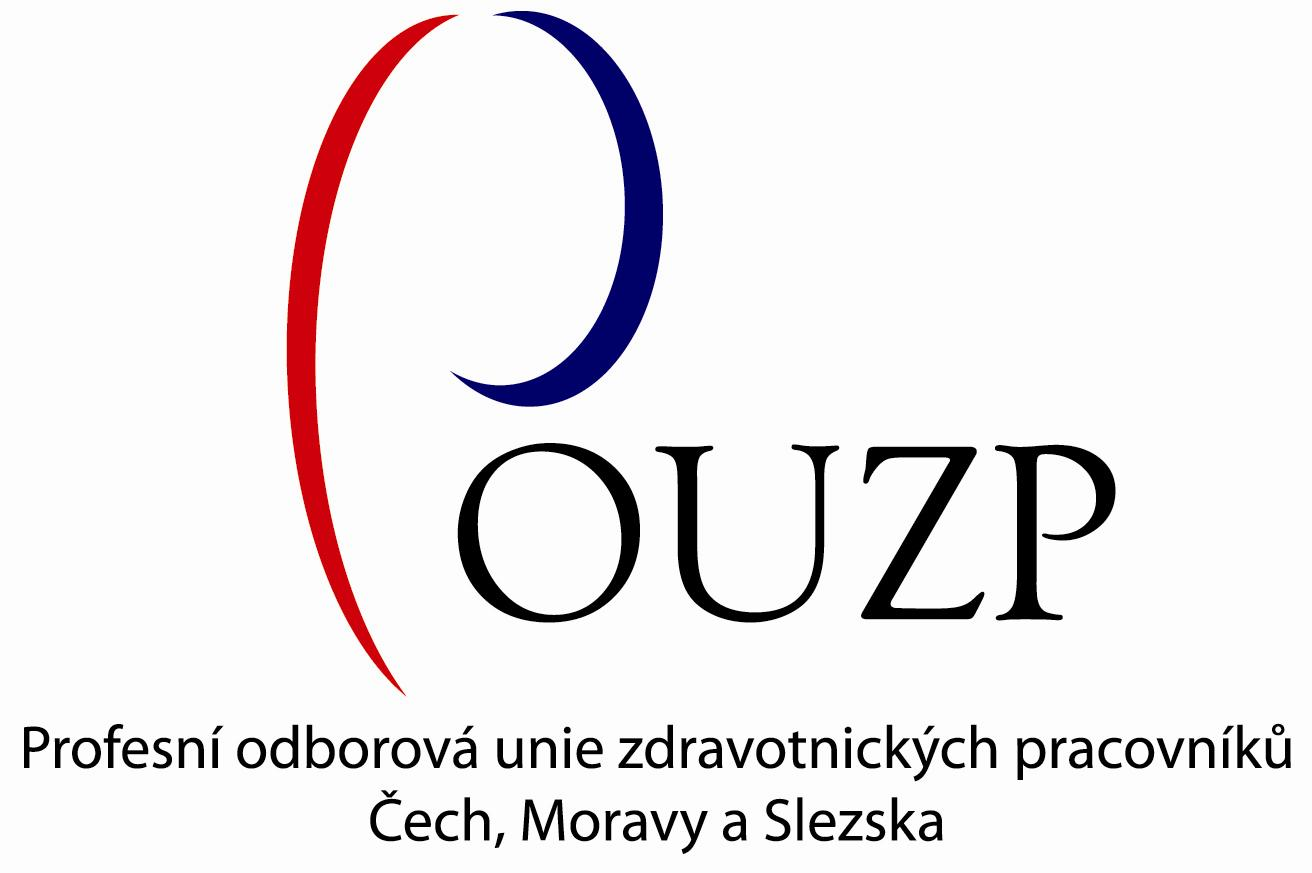 POUZP
Profesní odborová unie zdravotnických pracovníků
Čech, Moravy a Slezska